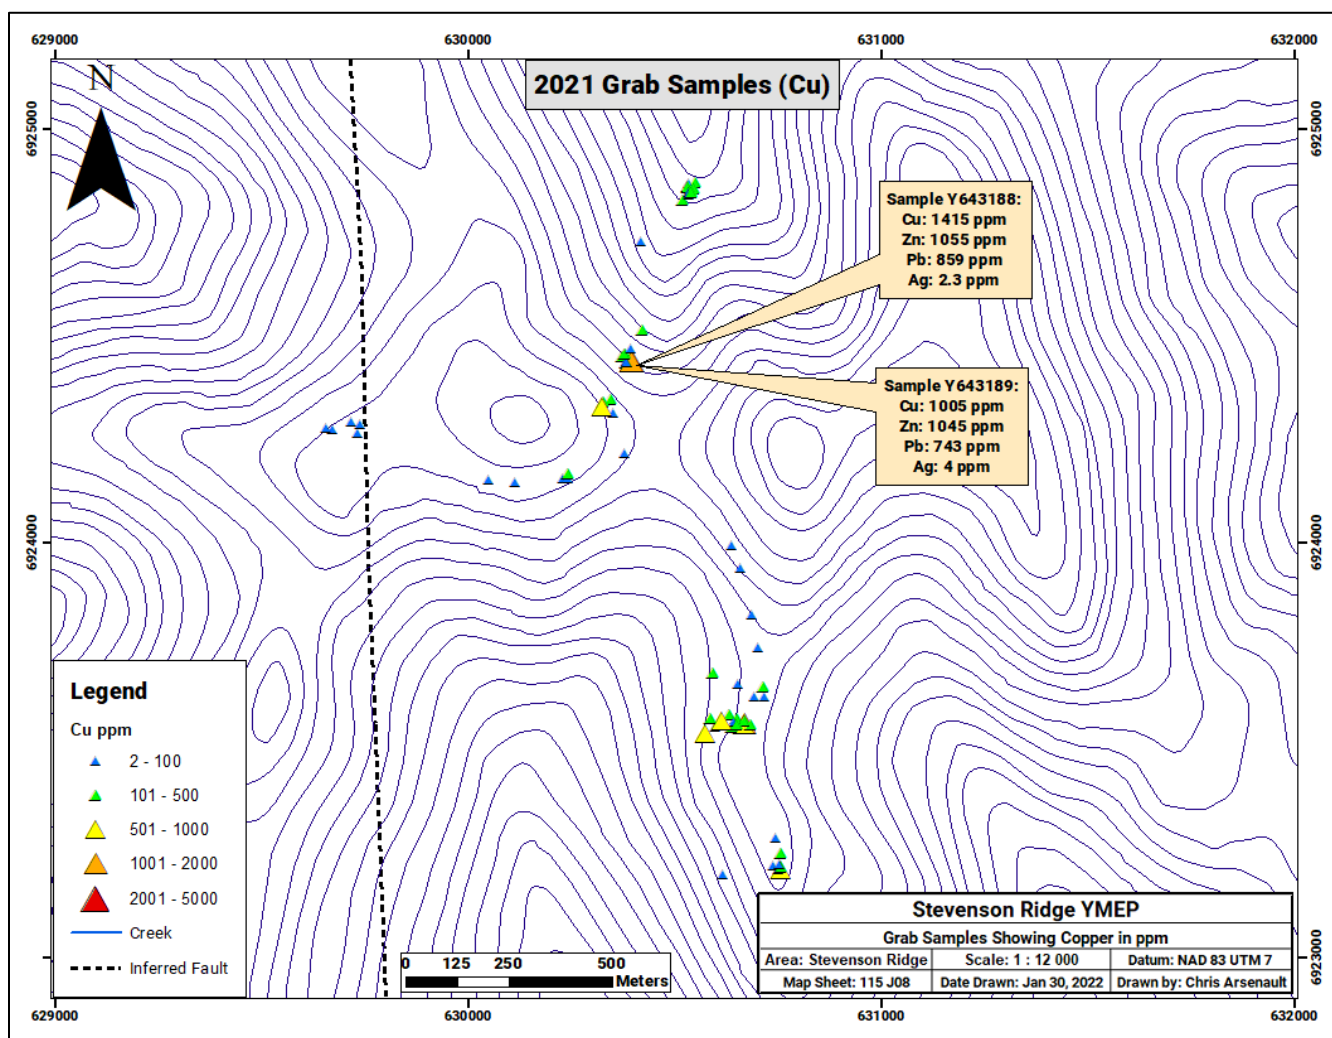 629000
630000
631000
632000
N
2021 Grab Samples (Cu)
6925000
6925000
Sample Y643188:
Cu: 1415 ppm
Zn: 1055 ppm
Pb: 859 ppm
Ag: 2.3 ppm
Sample Y643189:
Cu: 1005 ppm
Zn: 1045 ppm
Pb: 743 ppm
Ag: 4 ppm
6924000
6924000
Legend
Cu ppm
2 - 100
101 - 500
501 - 1000
1001 - 2000
2001 - 5000
Creek
Inferred Fault
0 125 250 500
Meters
Stevenson Ridge YMEP
Grab Samples Showing Copper in ppm
Area: Stevenson Ridge Scale: 1 : 12 000 Datum: NAD 83 UTM 7
Map Sheet: 115 J08 Date Drawn: Jan 30, 2022 Drawn by: Chris Arsenault
6923000
629000
630000
631000
632000